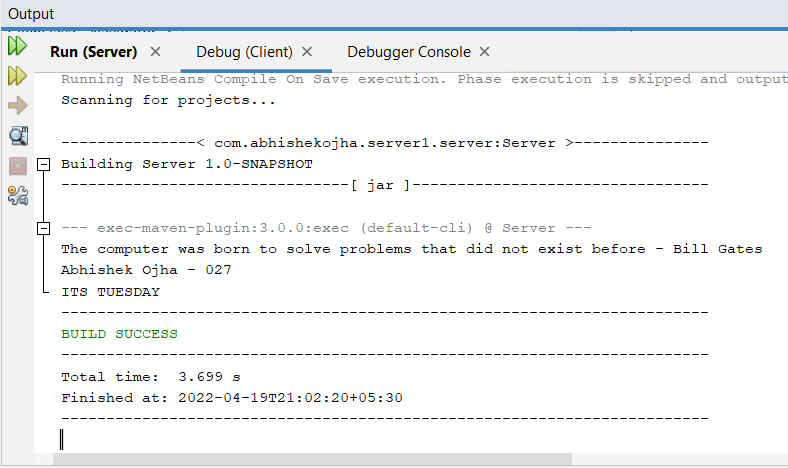 Output
Run (Server) × Debug (Client) × Debugger Console ×
Running NetBeans Compile On Save execution. Phase execution is skipped and output
Scanning for projects...
---------------< com.abhishekojha.server1.server:Server >---------------
Building Server 1.0-SNAPSHOT
--------------------------------[ jar ]---------------------------------
--- exec-maven-plugin:3.0.0:exec (default-cli) @ Server ---
The computer was born to solve problems that did not exist before - Bill Gates
Abhishek Ojha - 027
ITS TUESDAY
------------------------------------------------------------------------
BUILD SUCCESS
------------------------------------------------------------------------
Total time:  3.699 s
Finished at: 2022-04-19T21:02:20+05:30
------------------------------------------------------------------------